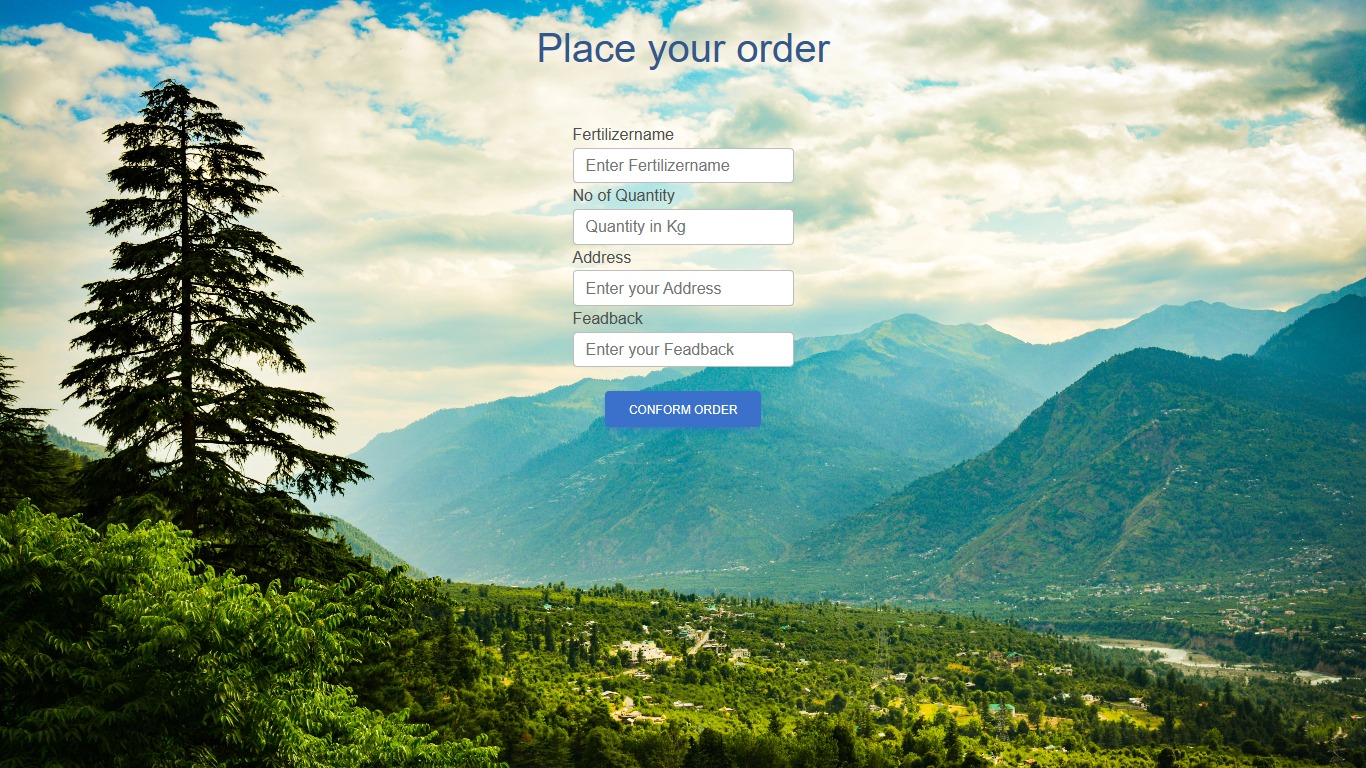 Place your order
Fertilizername
Enter Fertilizername
No of Quantity
Quantity in Kg
Address
Enter your Address
Feadback
Enter your Feadback
CONFORM ORDER